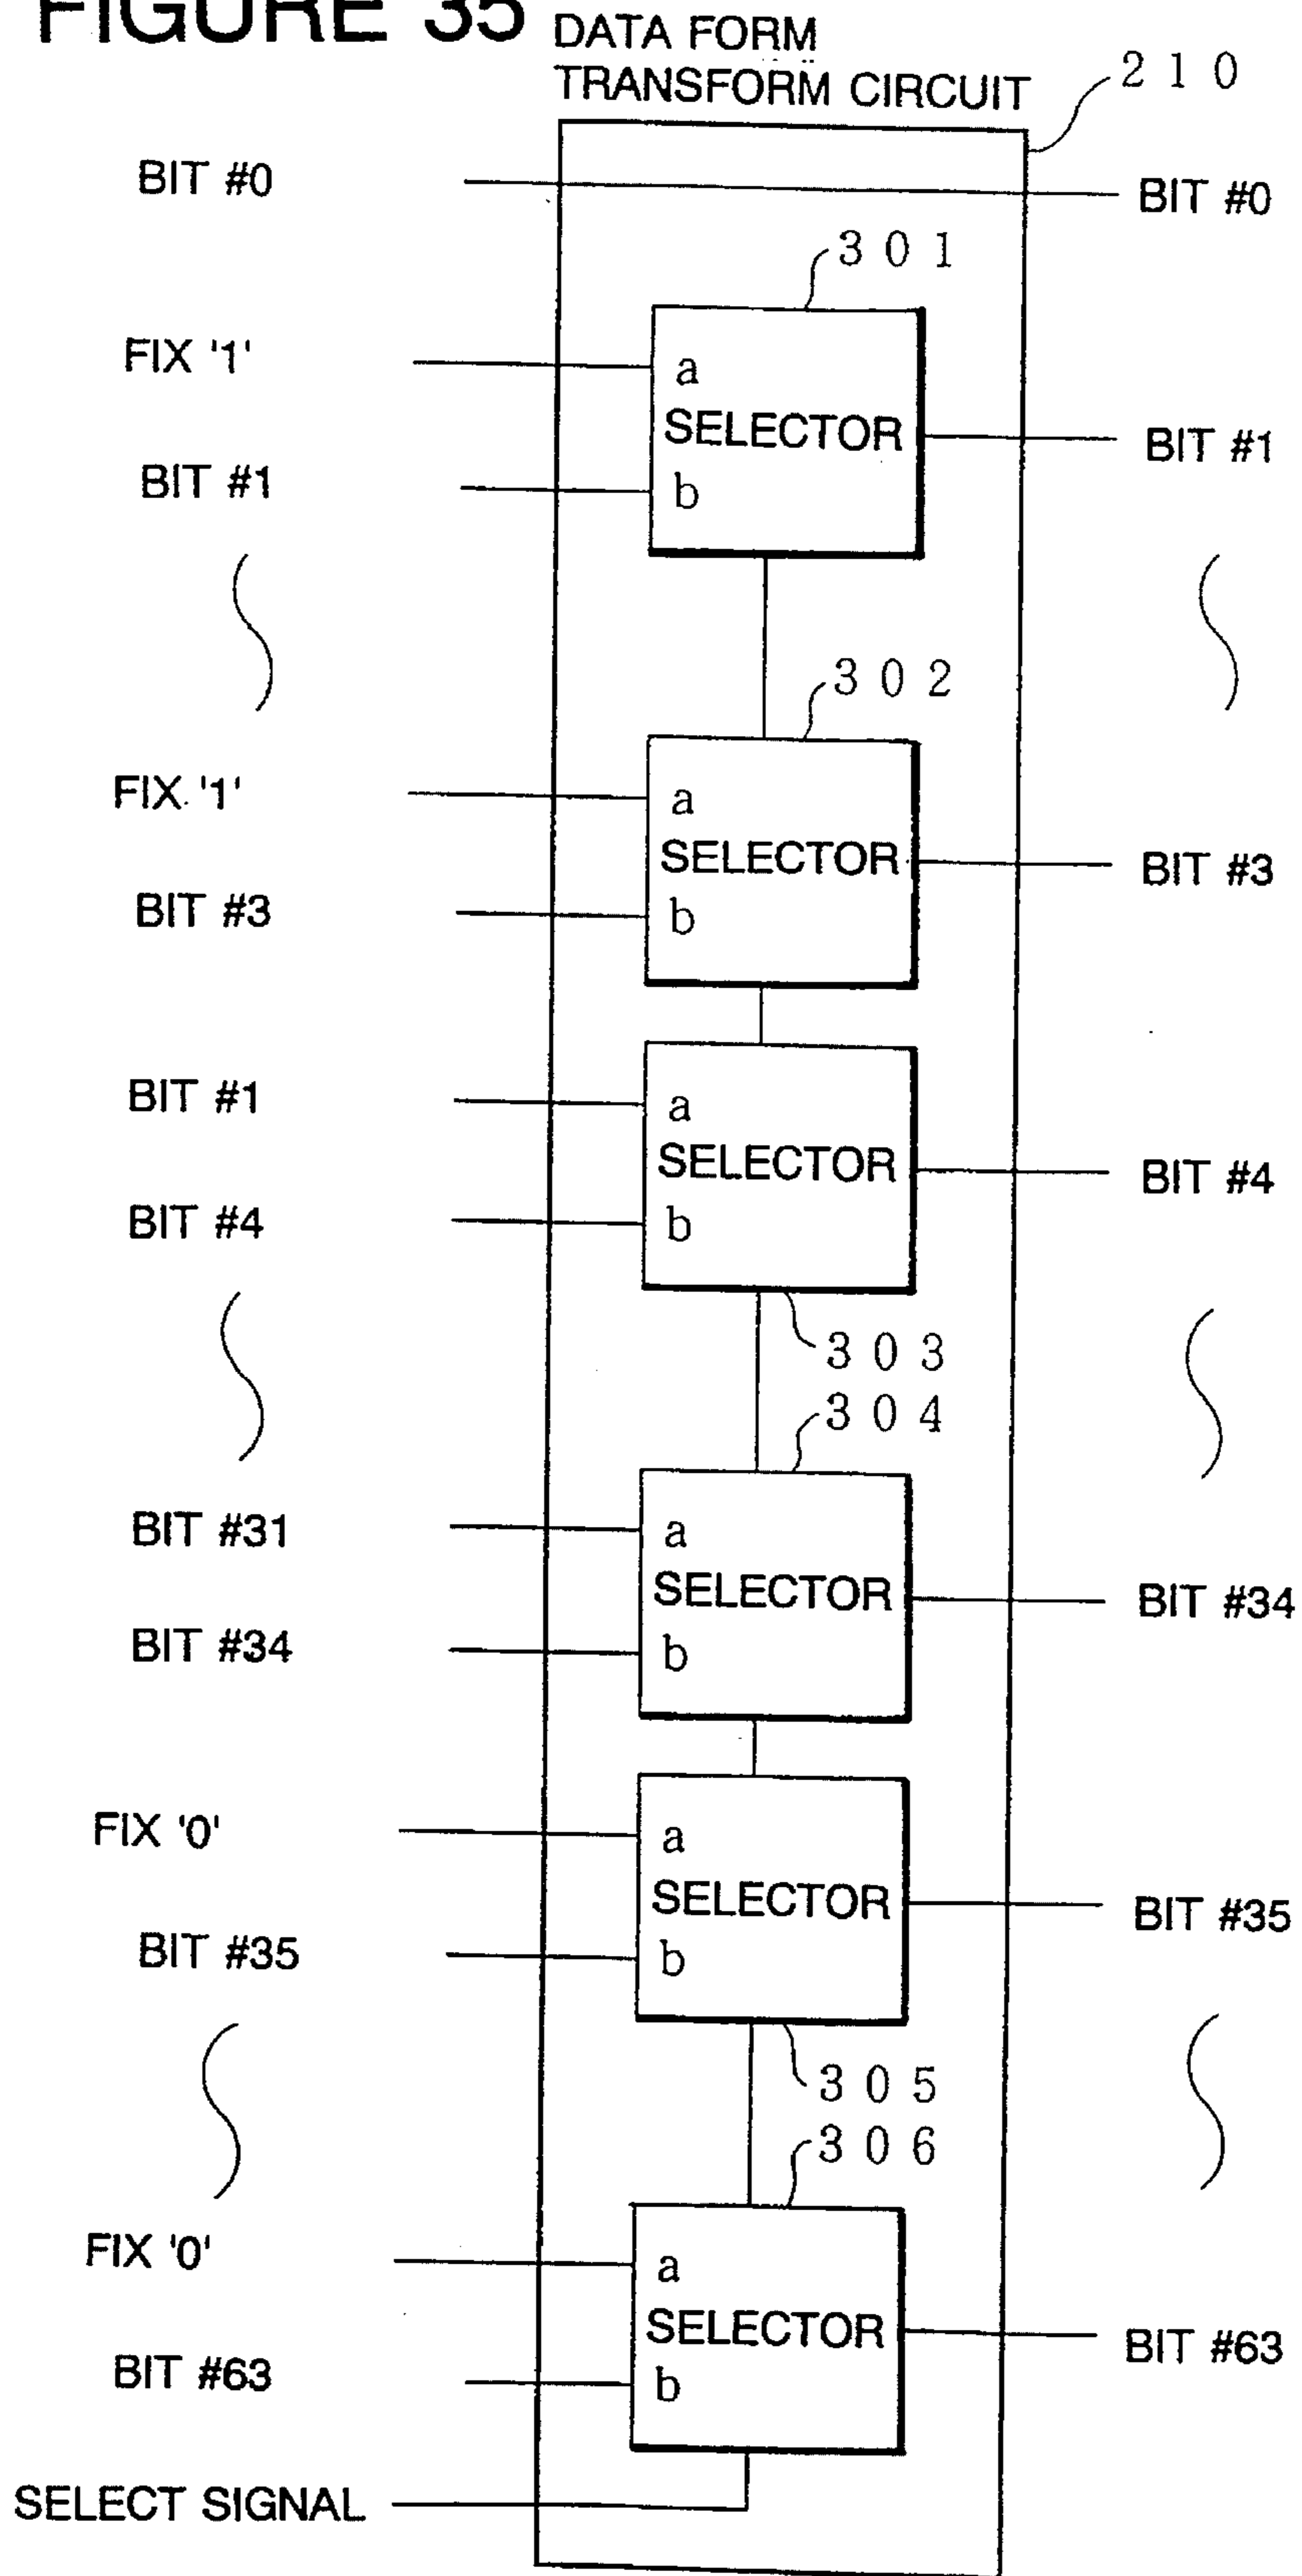 FIGURE 35
DATA FORM
TRANSFORM CIRCUIT
210
BIT #0
BIT #0
301
FIX '1'
a
SELECTOR
BIT #1
BIT #1
b
302
FIX '1'
a
SELECTOR
BIT #3
BIT #3
b
BIT #1
a
SELECTOR
BIT #4
BIT #4
b
303
304
BIT #31
a
SELECTOR
BIT #34
BIT #34
b
FIX '0'
a
SELECTOR
BIT #35
BIT #35
b
305
306
FIX '0'
a
SELECTOR
BIT #63
BIT #63
b
SELECT SIGNAL